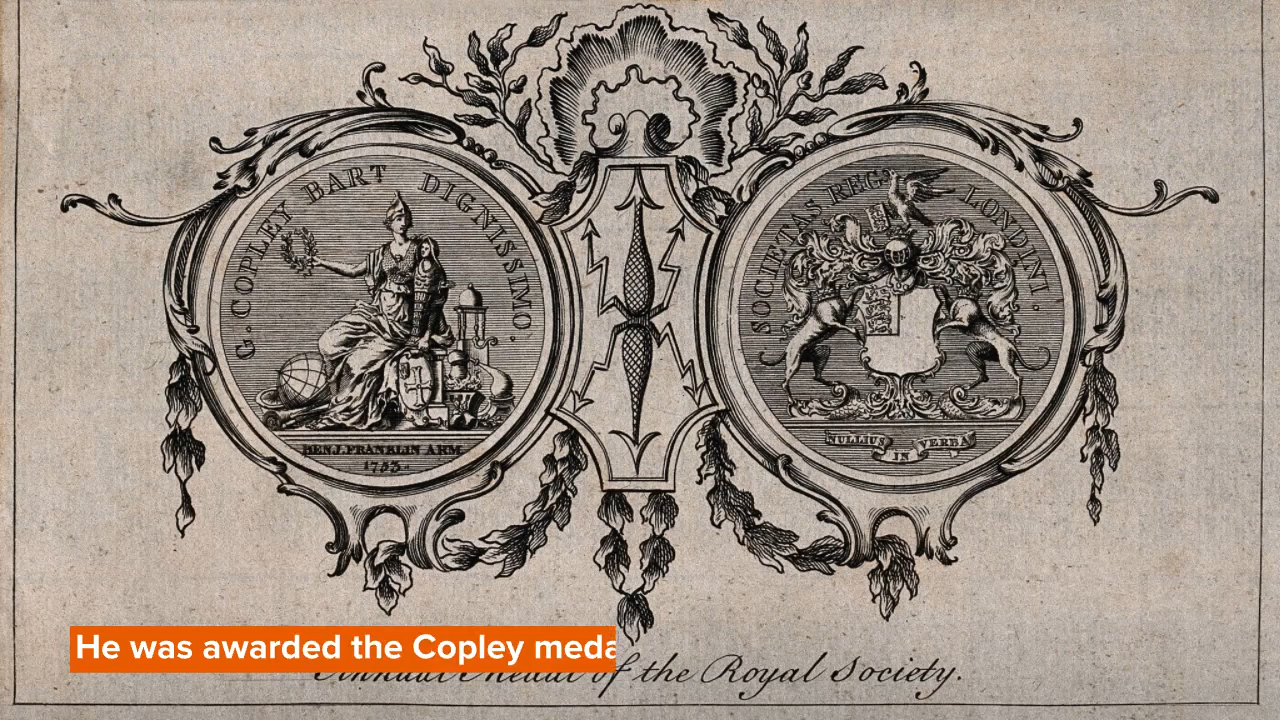 G. COPLEY BART DIGNISSIMO.
BENJ. FRANKLIN ARM
1753.
SOCIETAS REG. LONDINI.
NULLIUS IN VERBA
He was awarded the Copley meda
of the Royal Society.